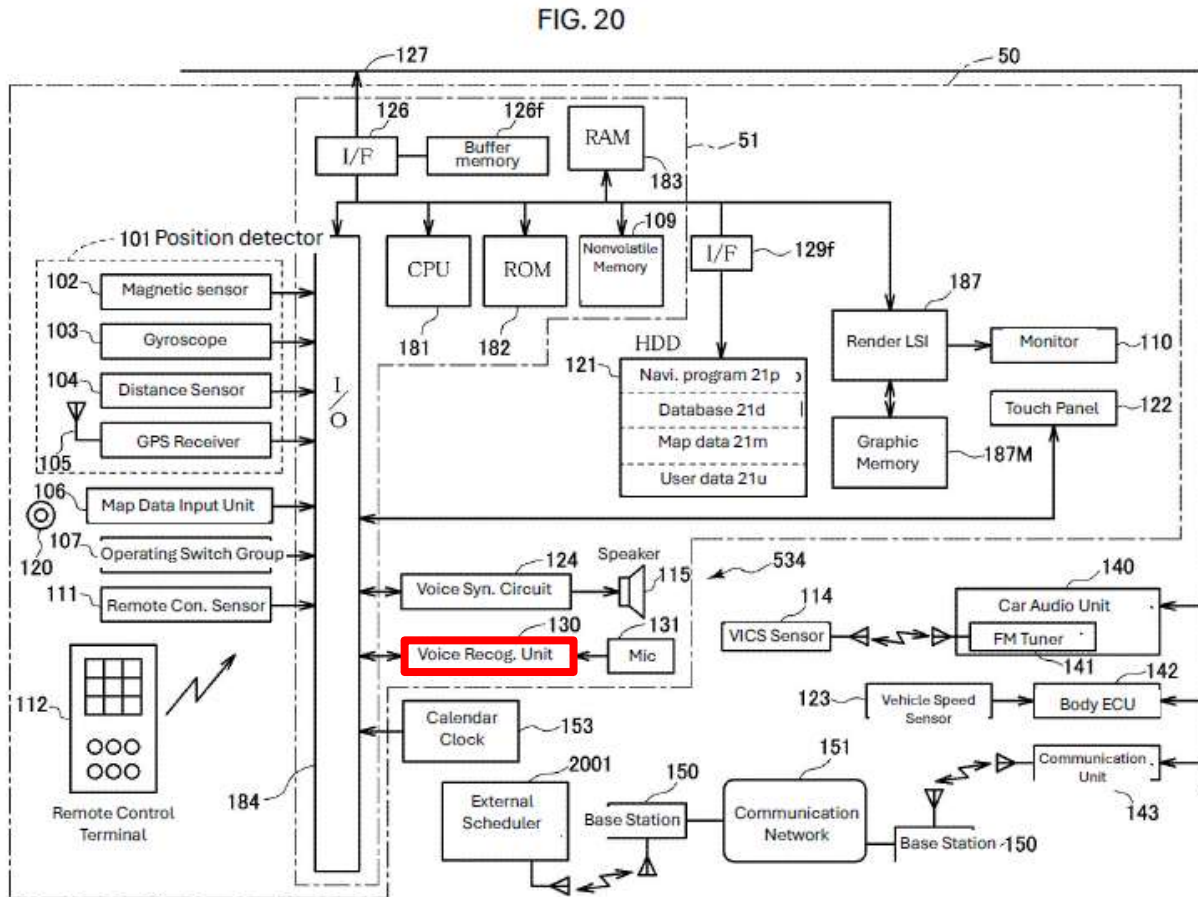 FIG. 20
127
50
126
126f
I/F
Buffer
memory
RAM
183
51
101 Position detector
109
CPU
ROM
Nonvolatile
Memory
I/F
129f
181
182
102
Magnetic sensor
103
Gyroscope
104
Distance Sensor
105
GPS Receiver
I/O
HDD
121
Navi. program 21p
Database 21d
Map data 21m
User data 21u
187
Render LSI
Monitor
110
Touch Panel
122
Graphic
Memory
187M
106
Map Data Input Unit
120
107
Operating Switch Group
111
Remote Con. Sensor
124
Voice Syn. Circuit
Speaker
115
534
130
Voice Recog. Unit
131
Mic
114
VICS Sensor
140
Car Audio Unit
FM Tuner
141
142
123
Vehicle Speed
Sensor
Body ECU
112
Remote Control
Terminal
184
Calendar
Clock
153
2001
External
Scheduler
150
Base Station
151
Communication
Network
Communication
Unit
143
Base Station
150